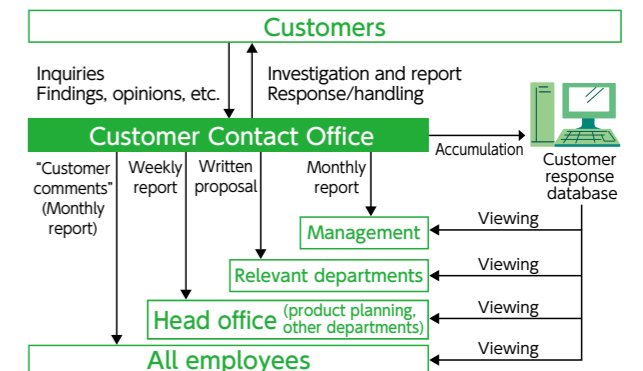 Customers
Inquiries
Findings, opinions, etc.
Investigation and report
Response/handling
Customer Contact Office
Accumulation
Customer
response
database
“Customer
comments”
(Monthly
report)
Weekly
report
Written
proposal
Monthly
report
Management
Viewing
Relevant departments
Viewing
Head office (product planning,
other departments)
Viewing
All employees
Viewing